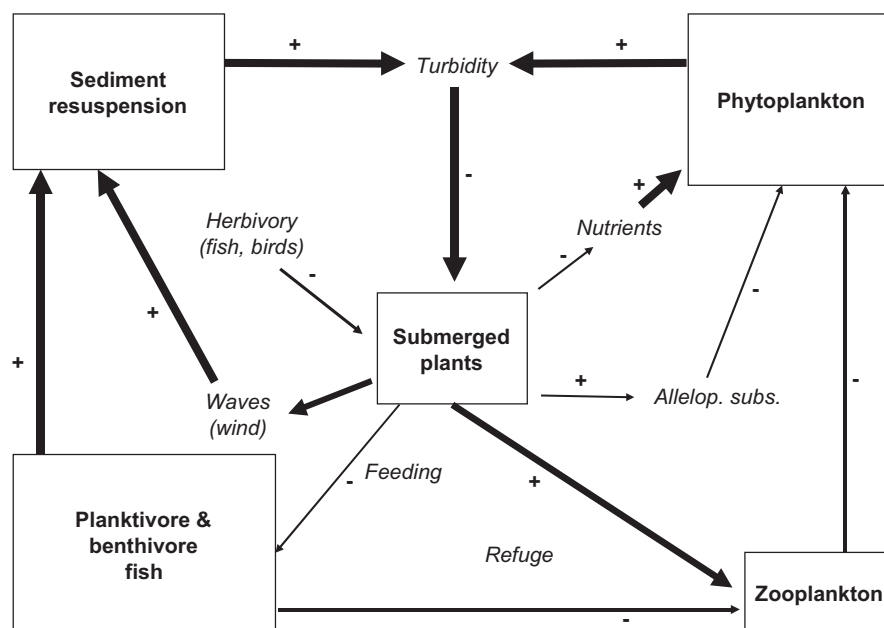 +
+
Turbidity
Sediment
resuspension
Phytoplankton
-
+
Herbivory
(fish, birds)
Nutrients
-
-
-
Submerged
plants
+
+
+
-
Waves
(wind)
Allelop. subs.
Feeding
-
+
Planktivore &
benthivore
fish
Refuge
Zooplankton
-